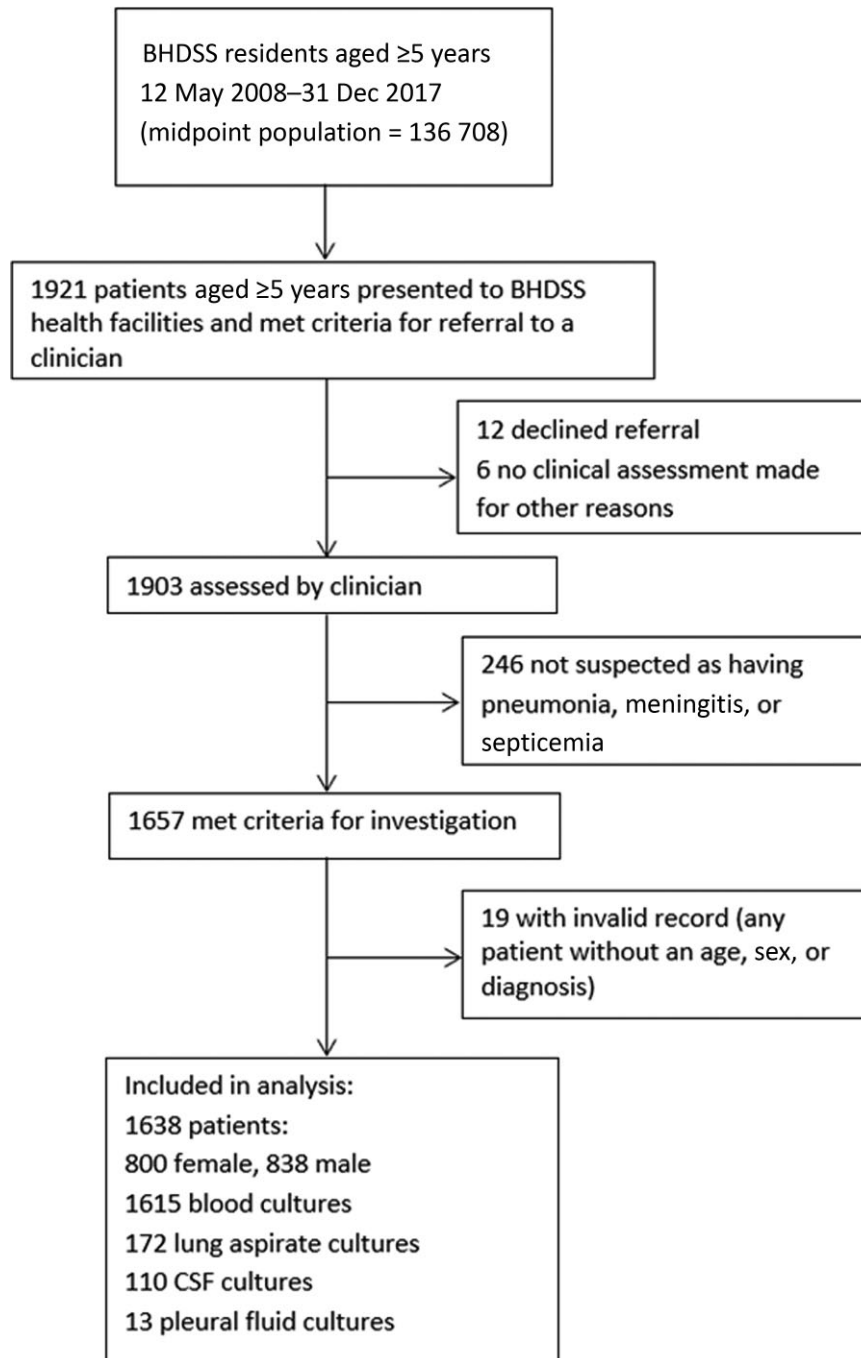 BHDSS residents aged ≥5 years
12 May 2008–31 Dec 2017
(midpoint population = 136 708)
1921 patients aged ≥5 years presented to BHDSS
health facilities and met criteria for referral to a
clinician
12 declined referral
6 no clinical assessment made
for other reasons
1903 assessed by clinician
246 not suspected as having
pneumonia, meningitis, or
septicemia
1657 met criteria for investigation
19 with invalid record (any
patient without an age, sex, or
diagnosis)
Included in analysis:
1638 patients:
800 female, 838 male
1615 blood cultures
172 lung aspirate cultures
110 CSF cultures
13 pleural fluid cultures